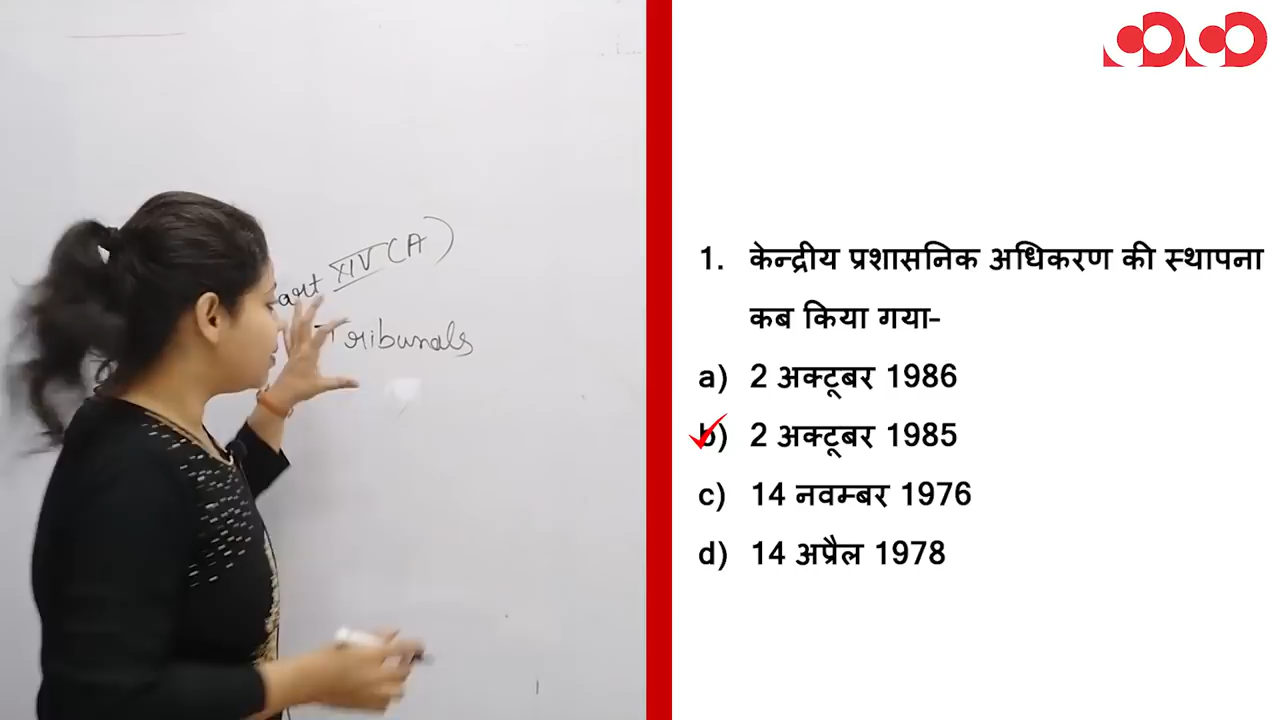 art XIV (A)
Tribunals
1. केन्द्रीय प्रशासनिक अधिकरण की स्थापना
कब किया गया–
a) 2 अक्टूबर 1986
b) 2 अक्टूबर 1985
c) 14 नवम्बर 1976
d) 14 अप्रैल 1978